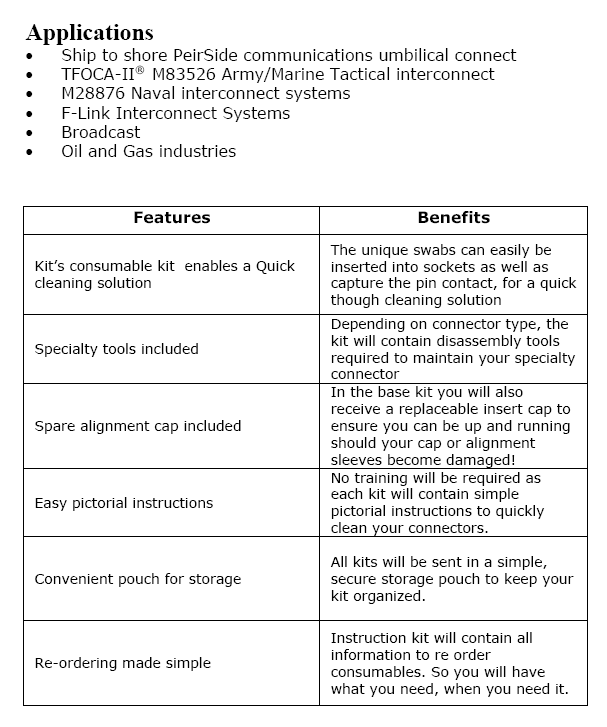 Applications
• Ship to shore PeirSide communications umbilical connect
• TFOCA-II® M83526 Army/Marine Tactical interconnect
• M28876 Naval interconnect systems
• F-Link Interconnect Systems
• Broadcast
• Oil and Gas industries
Features
Benefits
Kit's consumable kit enables a Quick
cleaning solution
The unique swabs can easily be
inserted into sockets as well as
capture the pin contact, for a quick
though cleaning solution
Specialty tools included
Depending on connector type, the
kit will contain disassembly tools
required to maintain your specialty
connector
Spare alignment cap included
In the base kit you will also
receive a replaceable insert cap to
ensure you can be up and running
should your cap or alignment
sleeves become damaged!
Easy pictorial instructions
No training will be required as
each kit will contain simple
pictorial instructions to quickly
clean your connectors.
Convenient pouch for storage
All kits will be sent in a simple,
secure storage pouch to keep your
kit organized.
Re-ordering made simple
Instruction kit will contain all
information to re order
consumables. So you will have
what you need, when you need it.